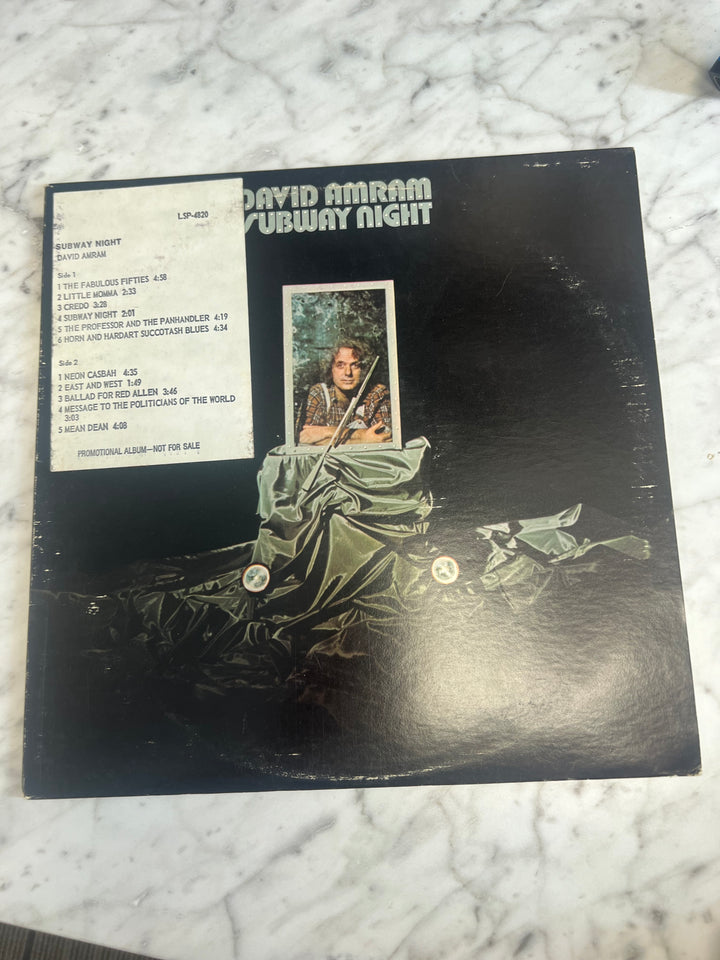 DAVID AMRAM
SUBWAY NIGHT
LSP-4820
SUBWAY NIGHT
DAVID AMRAM
Side 1
1 THE FABULOUS FIFTIES 4:58
2 LITTLE MOMMA 2:33
3 CREDO 3:28
4 SUBWAY NIGHT 2:01
5 THE PROFESSOR AND THE PANHANDLER 4:19
6 HORN AND HARDART SUCCOTASH BLUES 4:34
Side 2
1 NEON CASBAH 4:35
2 EAST AND WEST 1:49
3 BALLAD FOR RED ALLEN 3:46
4 MESSAGE TO THE POLITICIANS OF THE WORLD
3:03
5 MEAN DEAN 4:08
PROMOTIONAL ALBUM—NOT FOR SALE